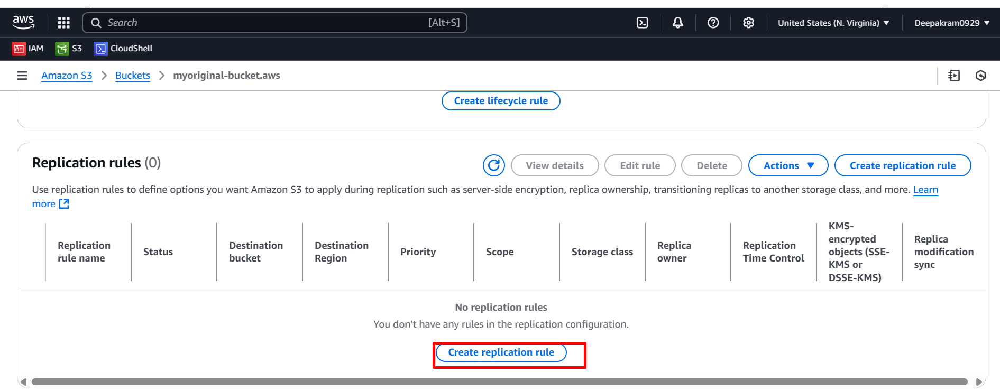 aws
Search [Alt+S]
United States (N. Virginia) Deepakram0929
IAM S3 CloudShell
Amazon S3 Buckets myoriginal-bucket.aws
Create lifecycle rule
Replication rules (0)
View details Edit rule Delete Actions Create replication rule
Use replication rules to define options you want Amazon S3 to apply during replication such as server-side encryption, replica ownership, transitioning replicas to another storage class, and more. Learn
more
Replication
rule name
Status
Destination
bucket
Destination
Region
Priority
Scope
Storage class
Replica
owner
Replication
Time Control
KMS-
encrypted
objects (SSE-
KMS or
DSSE-KMS)
Replica
modification
sync
No replication rules
You don't have any rules in the replication configuration.
Create replication rule